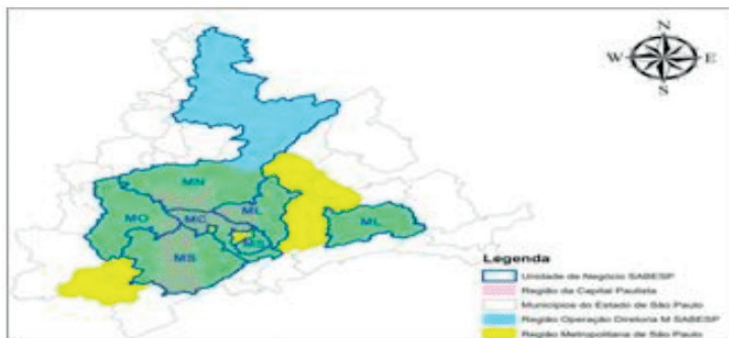 N
W E
S
MN
MO MC ML
ML
MS
MS
Legenda
Unidade de Negócio SABESP
Região da Capital Paulista
Municípios do Estado de São Paulo
Região Operação Diretoria M SABESP
Região Metropolitana de São Paulo